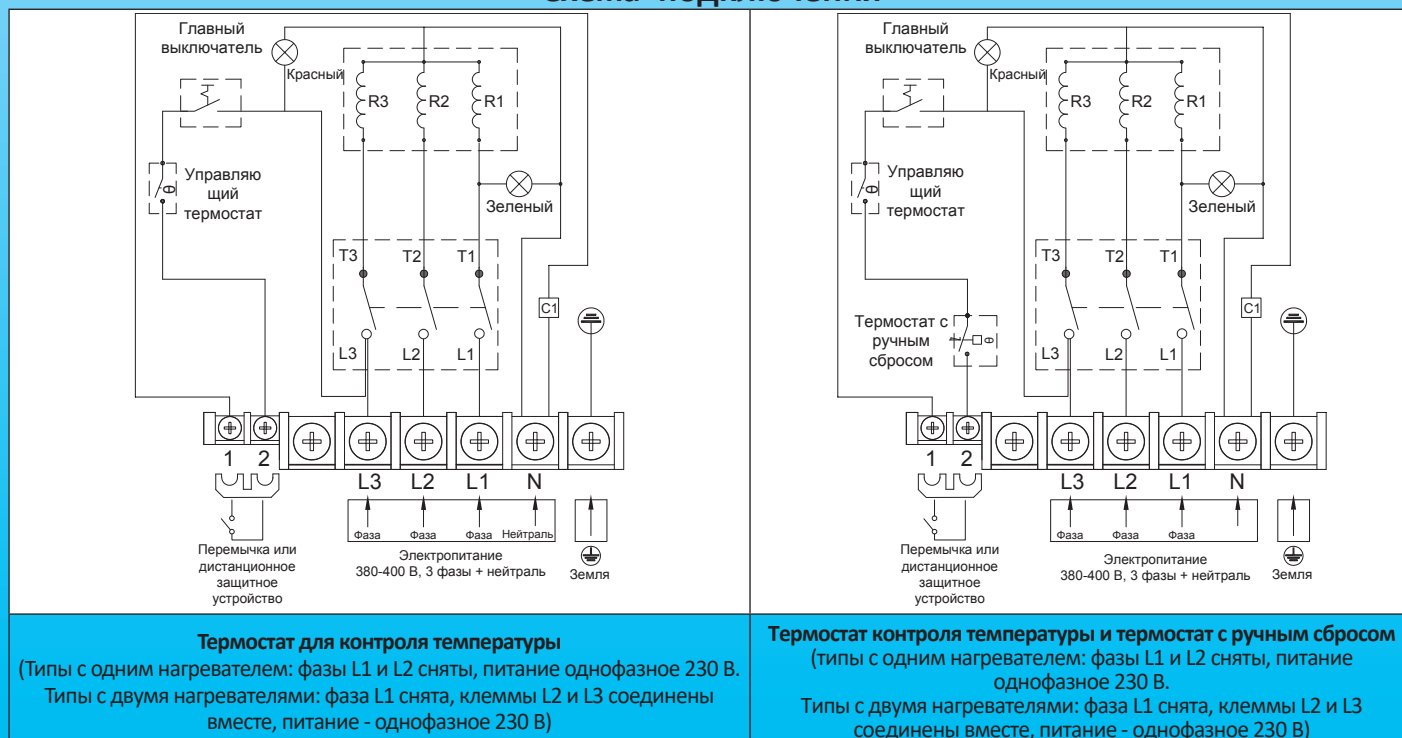 Главный
выключатель
Красный
R3
R2
R1
Управляю
щий
термостат
Зеленый
T3
T2
T1
θ
C1
L3
L2
L1
1
2
L3
L2
L1
N
Фаза
Фаза
Фаза
Нейтраль
Перемычка или
дистанционное
защитное
устройство
Электропитание
380-400 В, 3 фазы + нейтраль
Земля
Термостат для контроля температуры
(Типы с одним нагревателем: фазы L1 и L2 сняты, питание однофазное 230 В.
Типы с двумя нагревателями: фаза L1 снята, клеммы L2 и L3 соединены
вместе, питание - однофазное 230 В)
Главный
выключатель
Красный
R3
R2
R1
Управляю
щий
термостат
Зеленый
T3
T2
T1
θ
C1
Термостат с
ручным
сбросом
θ
L3
L2
L1
1
2
L3
L2
L1
N
Фаза
Фаза
Фаза
Перемычка или
дистанционное
защитное
устройство
Электропитание
380-400 В, 3 фазы + нейтраль
Земля
Термостат контроля температуры и термостат с ручным сбросом
(типы с одним нагревателем: фазы L1 и L2 сняты, питание
однофазное 230 В.
Типы с двумя нагревателями: фаза L1 снята, клеммы L2 и L3
соединены вместе, питание - однофазное 230 В)